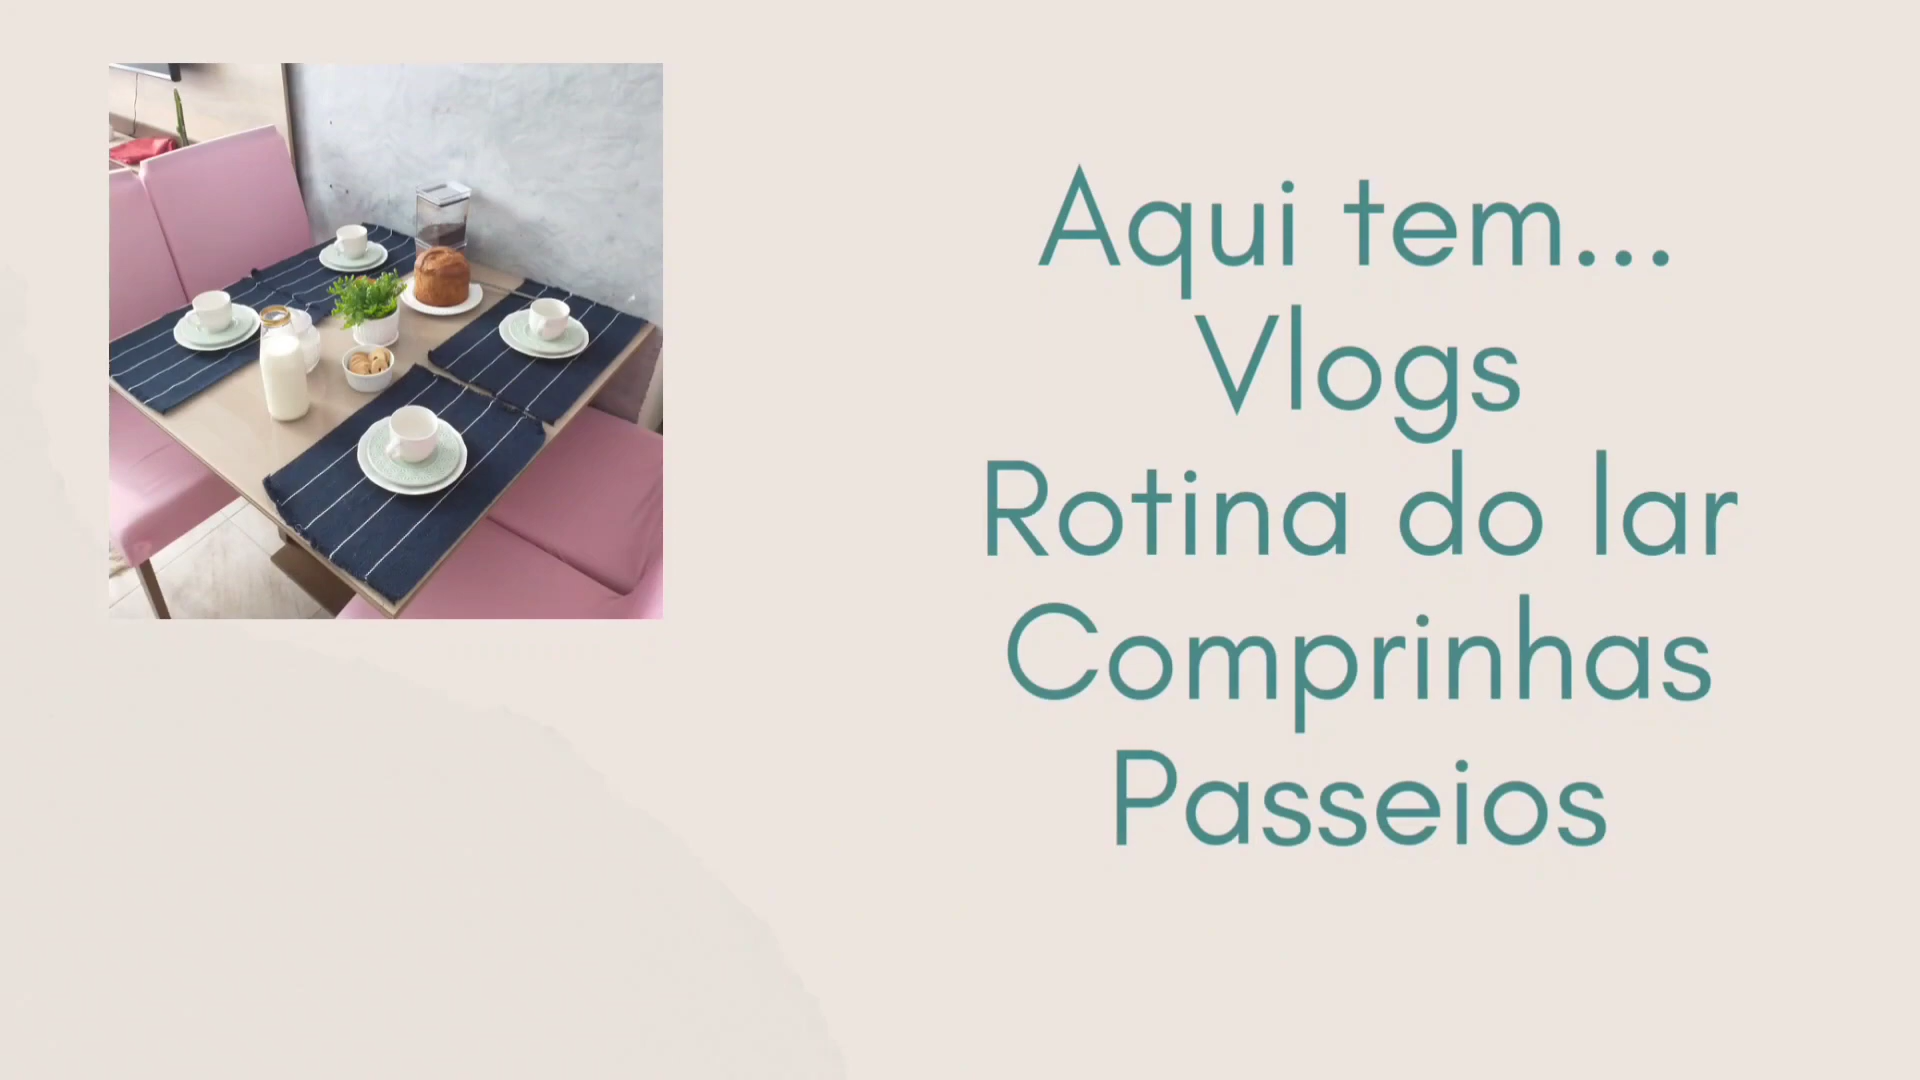 Aqui tem...
Vlogs
Rotina do lar
Comprinhas
Passeios